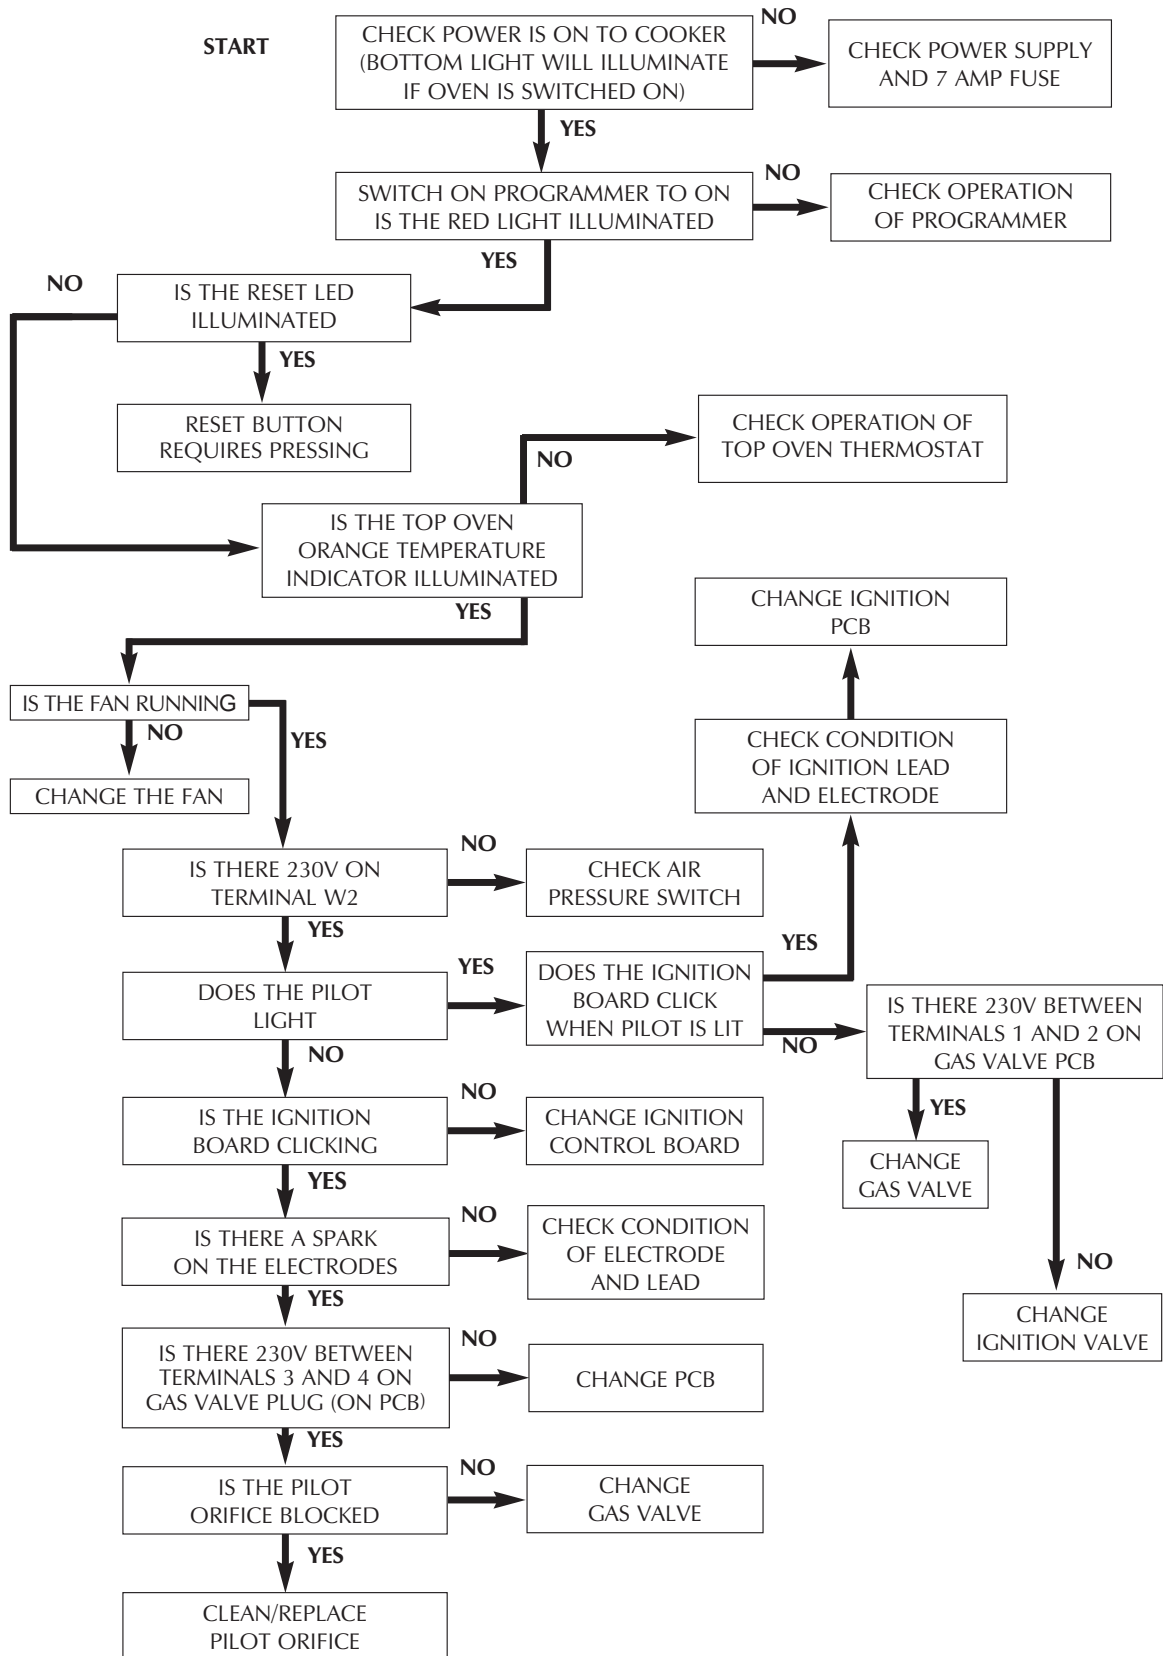 START
CHECK POWER IS ON TO COOKER
(BOTTOM LIGHT WILL ILLUMINATE
IF OVEN IS SWITCHED ON)
NO
CHECK POWER SUPPLY
AND 7 AMP FUSE
YES
SWITCH ON PROGRAMMER TO ON
IS THE RED LIGHT ILLUMINATED
NO
CHECK OPERATION
OF PROGRAMMER
YES
NO
IS THE RESET LED
ILLUMINATED
YES
RESET BUTTON
REQUIRES PRESSING
CHECK OPERATION OF
TOP OVEN THERMOSTAT
NO
IS THE TOP OVEN
ORANGE TEMPERATURE
INDICATOR ILLUMINATED
YES
CHANGE IGNITION
PCB
IS THE FAN RUNNING
NO
YES
CHANGE THE FAN
CHECK CONDITION
OF IGNITION LEAD
AND ELECTRODE
IS THERE 230V ON
TERMINAL W2
NO
CHECK AIR
PRESSURE SWITCH
YES
DOES THE PILOT
LIGHT
YES
DOES THE IGNITION
BOARD CLICK
WHEN PILOT IS LIT
YES
NO
IS THERE 230V BETWEEN
TERMINALS 1 AND 2 ON
GAS VALVE PCB
YES
CHANGE
GAS VALVE
NO
CHANGE
IGNITION VALVE
NO
IS THE IGNITION
BOARD CLICKING
NO
CHANGE IGNITION
CONTROL BOARD
YES
IS THERE A SPARK
ON THE ELECTRODES
NO
CHECK CONDITION
OF ELECTRODE
AND LEAD
YES
IS THERE 230V BETWEEN
TERMINALS 3 AND 4 ON
GAS VALVE PLUG (ON PCB)
NO
CHANGE PCB
YES
IS THE PILOT
ORIFICE BLOCKED
NO
CHANGE
GAS VALVE
YES
CLEAN/REPLACE
PILOT ORIFICE